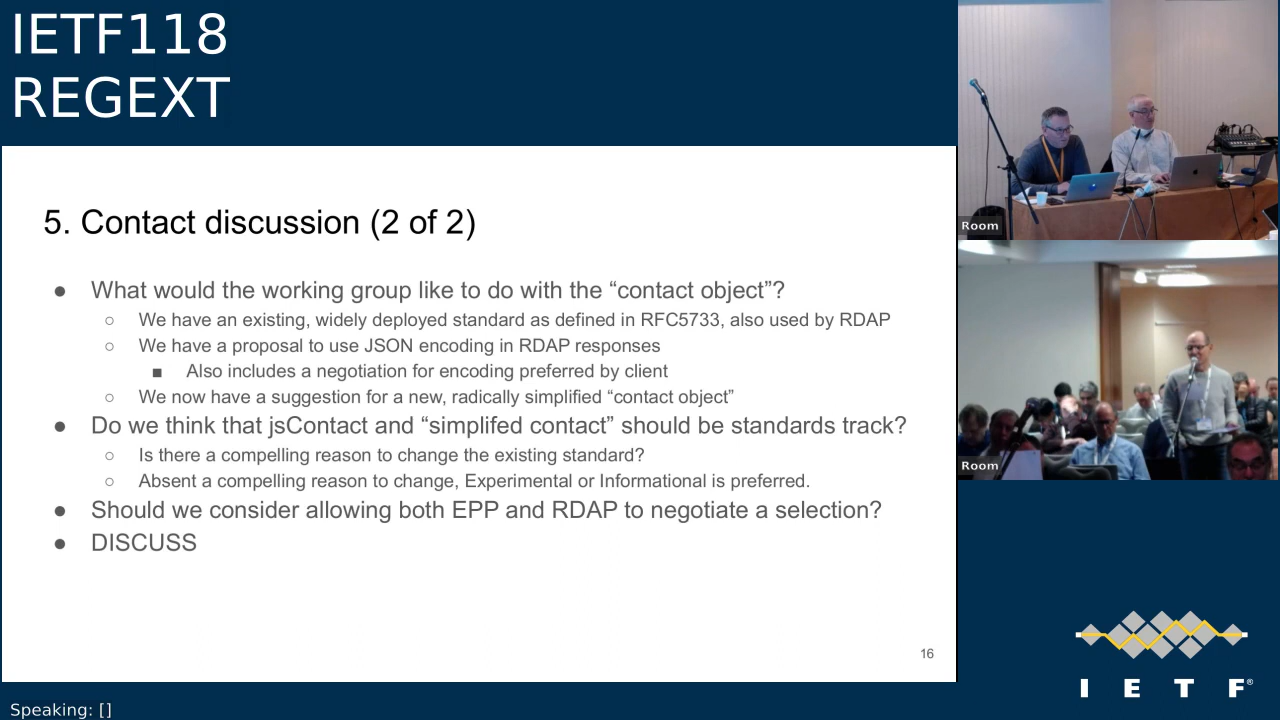 IETF118
REGEXT
5. Contact discussion (2 of 2)
● What would the working group like to do with the “contact object”?
○ We have an existing, widely deployed standard as defined in RFC5733, also used by RDAP
○ We have a proposal to use JSON encoding in RDAP responses
■ Also includes a negotiation for encoding preferred by client
○ We now have a suggestion for a new, radically simplified “contact object”
● Do we think that jsContact and “simplifed contact” should be standards track?
○ Is there a compelling reason to change the existing standard?
○ Absent a compelling reason to change, Experimental or Informational is preferred.
● Should we consider allowing both EPP and RDAP to negotiate a selection?
● DISCUSS
16
Room
Room
I E T F®
Speaking: []